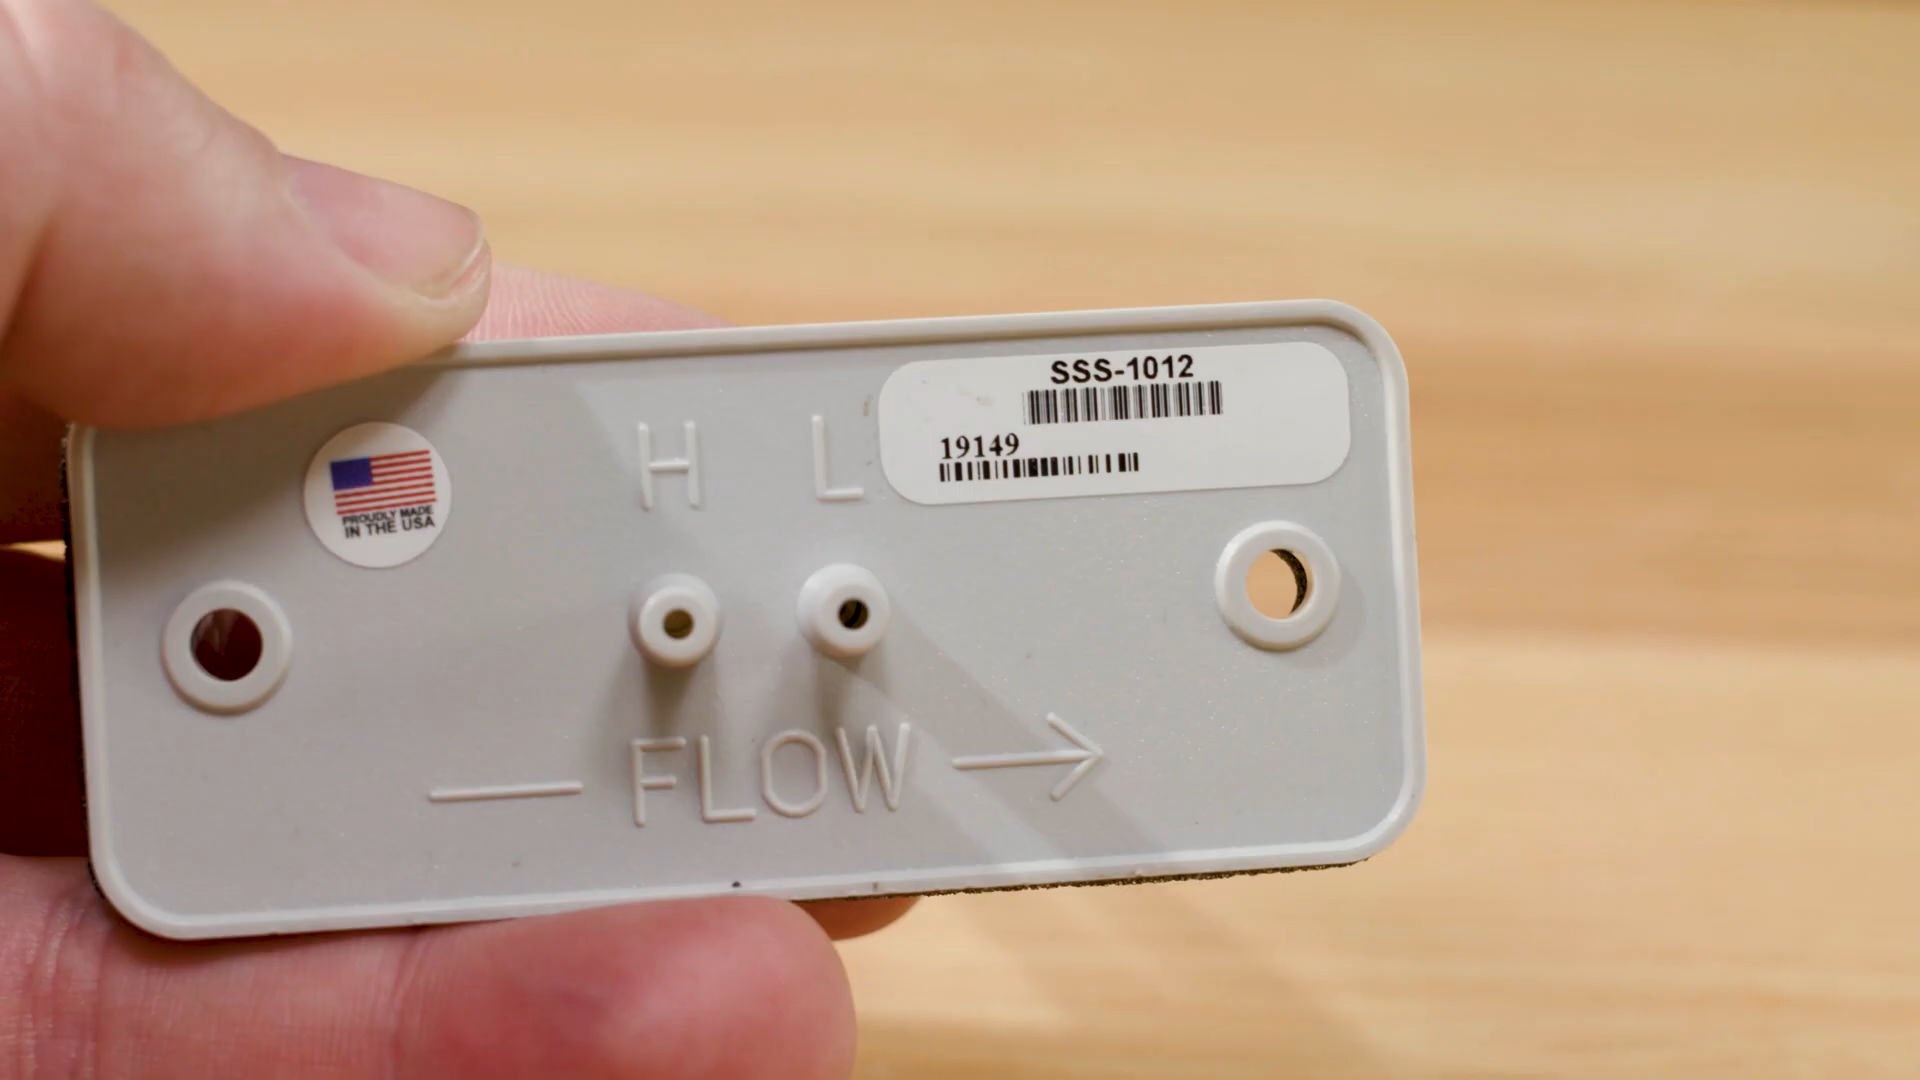 SSS-1012
19149
H L
PROUDLY MADE
IN THE USA
FLOW